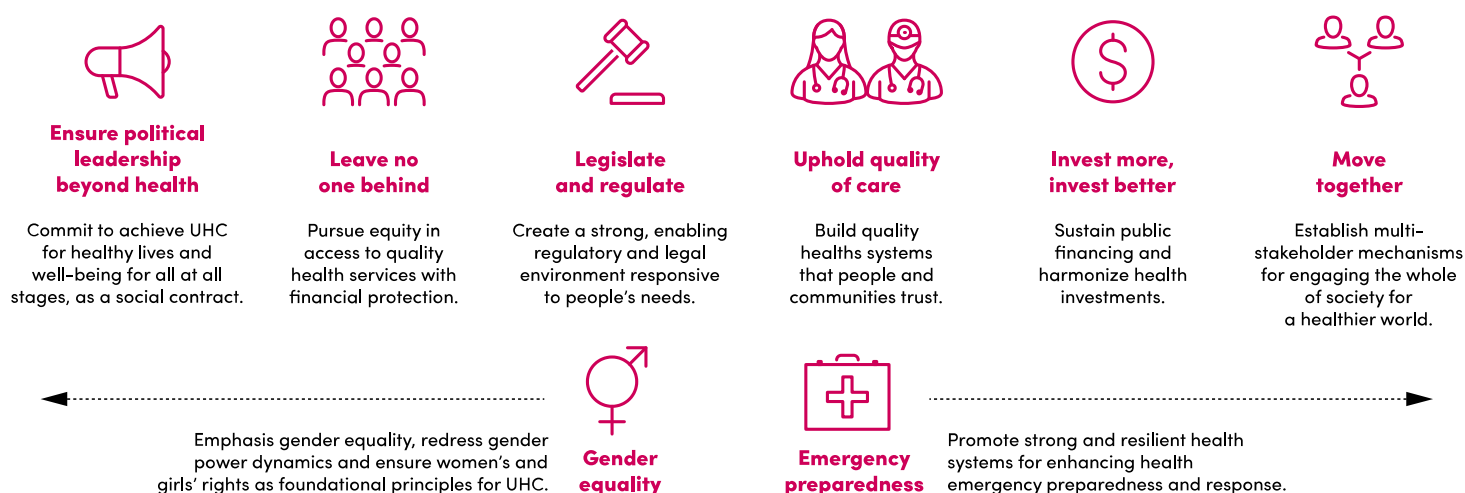 Ensure political
leadership
beyond health
Commit to achieve UHC
for healthy lives and
well-being for all at all
stages, as a social contract.
Leave no
one behind
Pursue equity in
access to quality
health services with
financial protection.
Legislate
and regulate
Create a strong, enabling
regulatory and legal
environment responsive
to people's needs.
Uphold quality
of care
Build quality
healths systems
that people and
communities trust.
Invest more,
invest better
Sustain public
financing and
harmonize health
investments.
Move
together
Establish multi-
stakeholder mechanisms
for engaging the whole
of society for
a healthier world.
Emphasis gender equality, redress gender
power dynamics and ensure women's and
girls' rights as foundational principles for UHC.
Gender
equality
Emergency
preparedness
Promote strong and resilient health
systems for enhancing health
emergency preparedness and response.